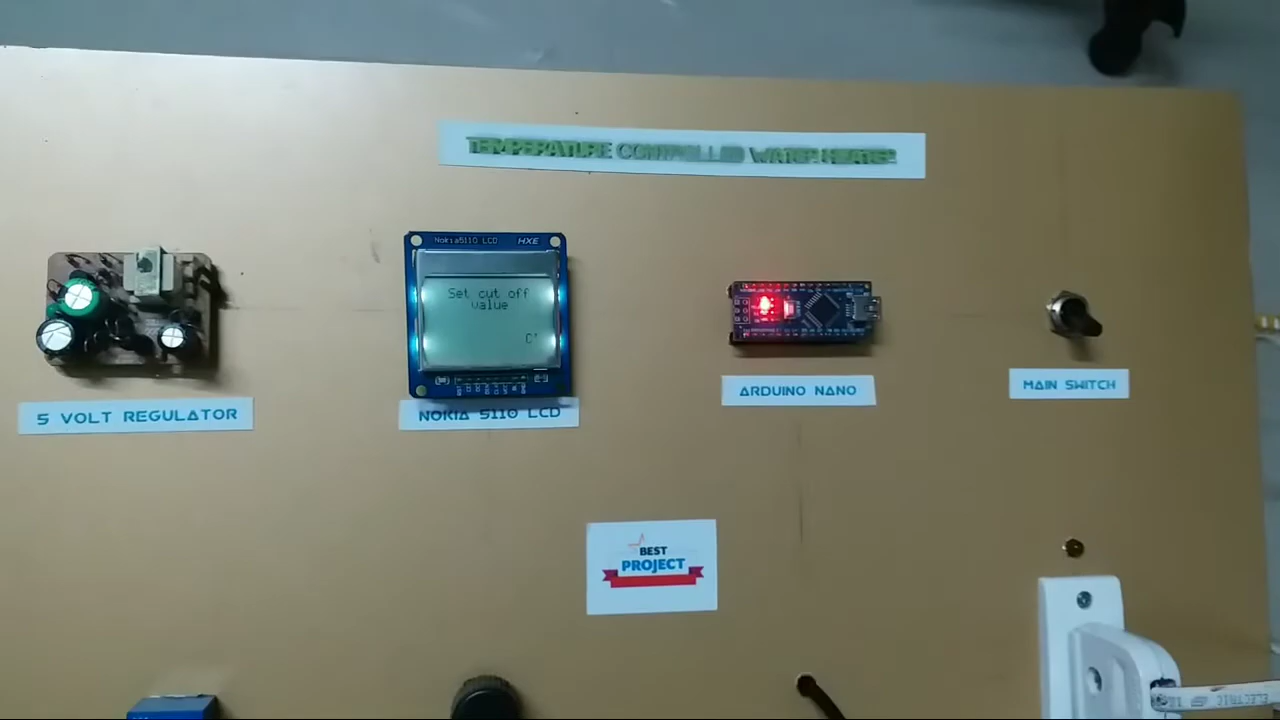 TEMPERATURE CONTROLLED WATER HEATER
Nokia5110 LCD HXE
Set cut off
value
C'
5 VOLT REGULATOR
NOKIA 5110 LCD
ARDUINO NANO
MAIN SWITCH
BEST
PROJECT
ELECTRIC